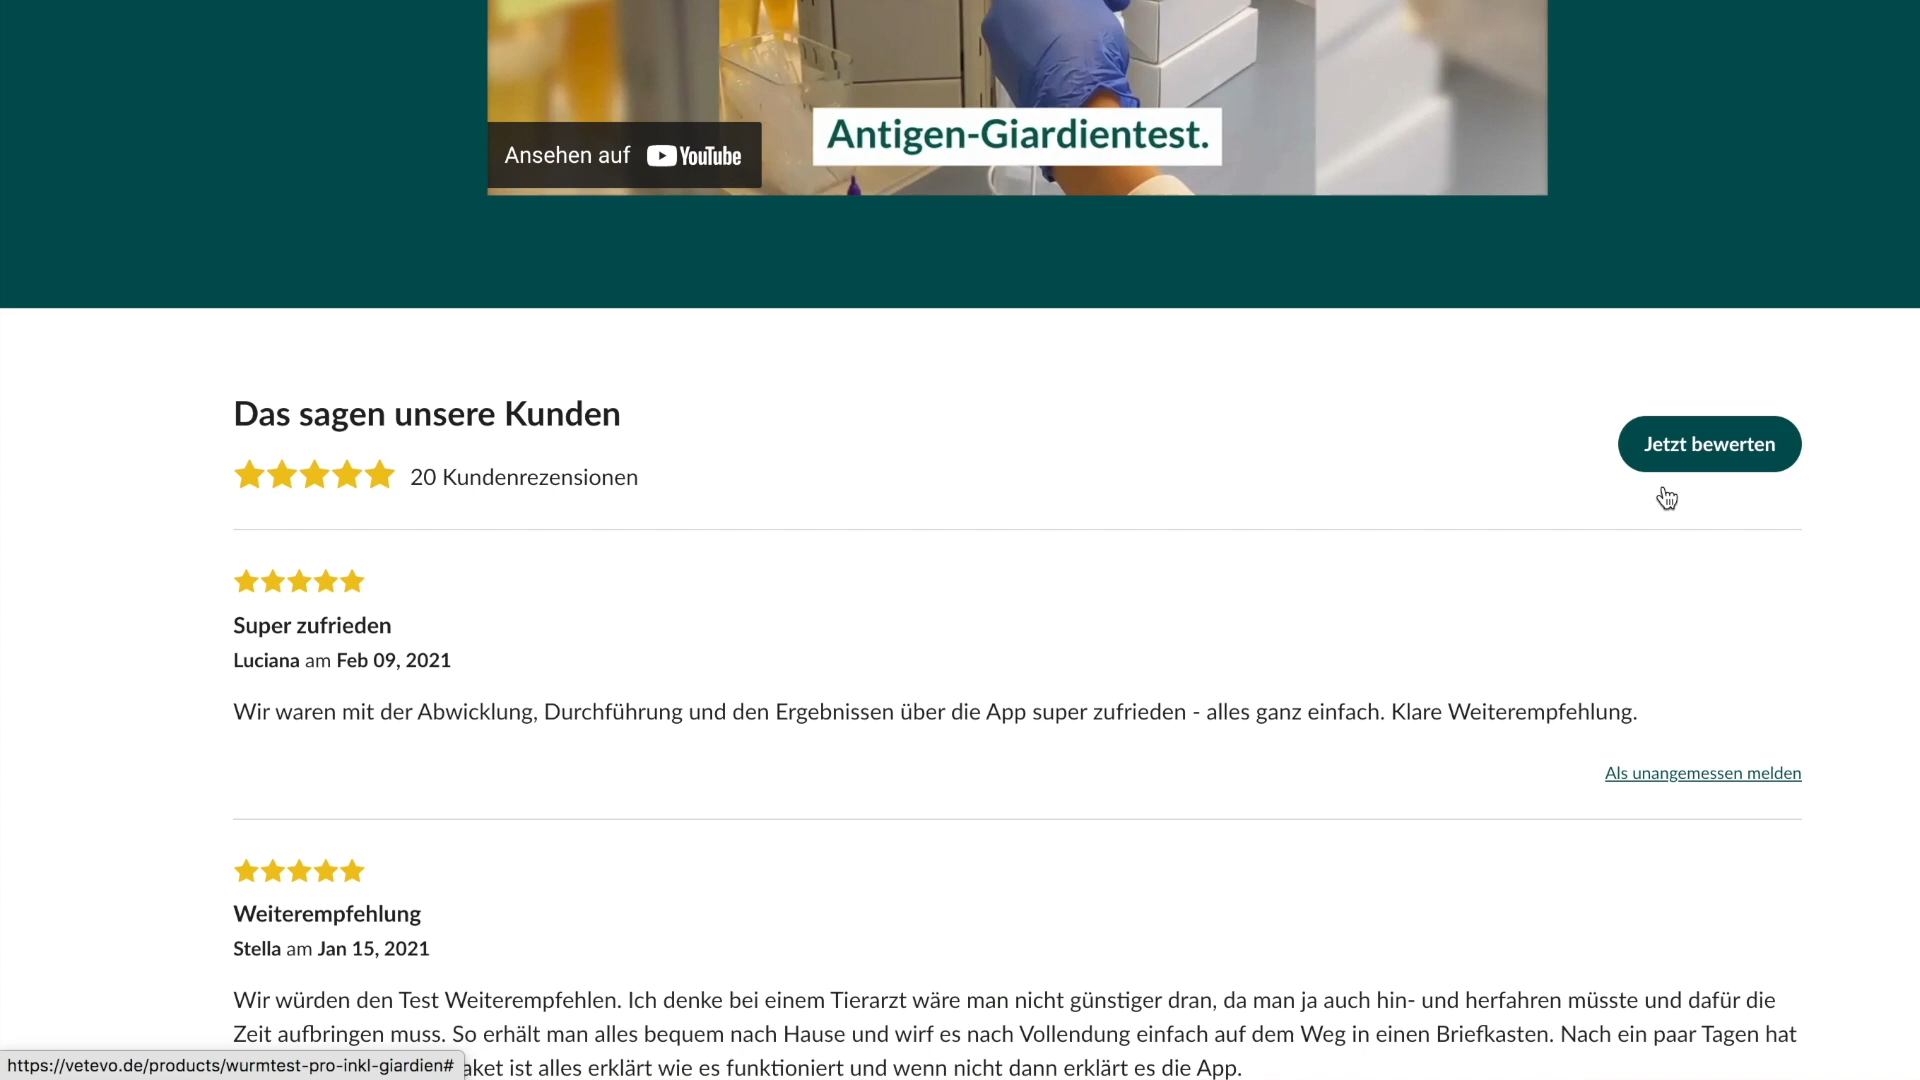 Ansehen auf YouTube
Antigen-Giardientest.
Das sagen unsere Kunden
20 Kundenrezensionen
Jetzt bewerten
Super zufrieden
Luciana am Feb 09, 2021
Wir waren mit der Abwicklung, Durchführung und den Ergebnissen über die App super zufrieden - alles ganz einfach. Klare Weiterempfehlung.
Als unangemessen melden
Weiterempfehlung
Stella am Jan 15, 2021
Wir würden den Test Weiterempfehlen. Ich denke bei einem Tierarzt wäre man nicht günstiger dran, da man ja auch hin- und herfahren müsste und dafür die
Zeit aufbringen muss. So erhält man alles bequem nach Hause und wirf es nach Vollendung einfach auf dem Weg in einen Briefkasten. Nach ein paar Tagen hat
aket ist alles erklärt wie es funktioniert und wenn nicht dann erklärt es die App.
https://vetevo.de/products/wurmtest-pro-inkl-giardien#